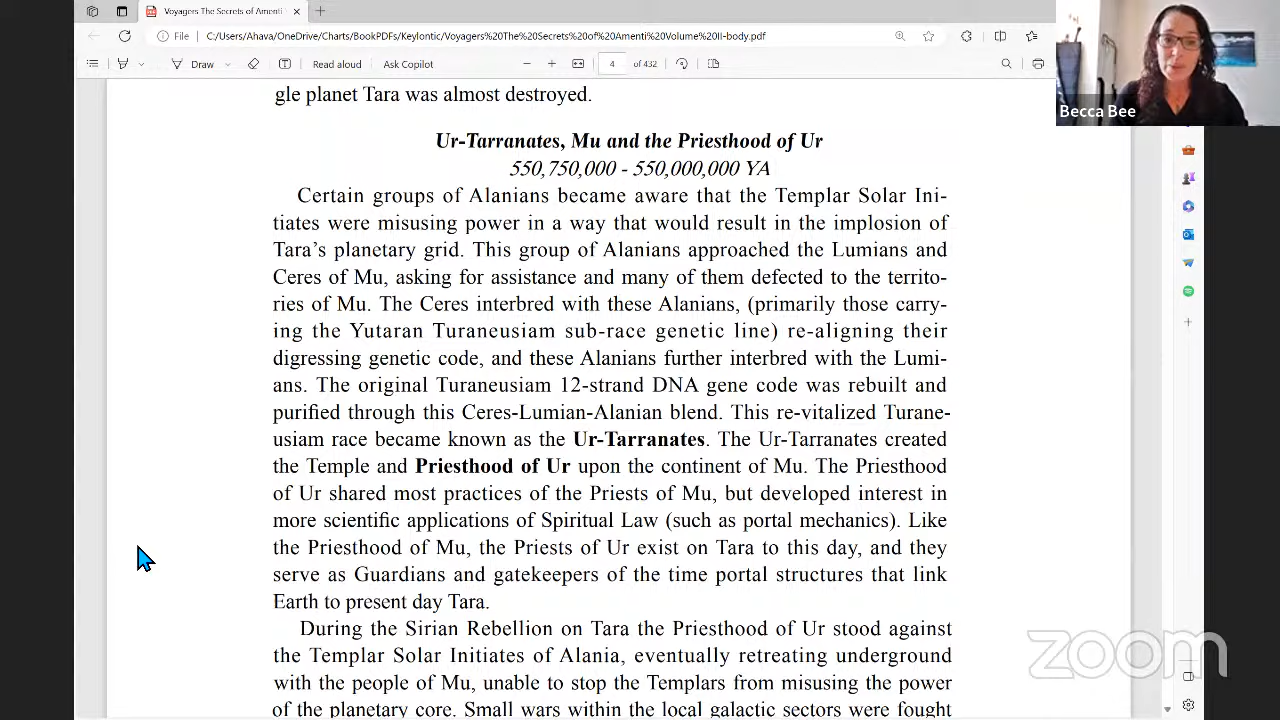 Voyagers The Secrets of Amenti
File
C:/Users/Ahava/OneDrive/Charts/BookPDFs/Keylontic/Voyagers%20The%20Secrets%20of%20Amenti%20Volume%20II-body.pdf
Draw
Read aloud
Ask Copilot
4 of 432
Becca Bee
gle planet Tara was almost destroyed.
Ur-Tarranates, Mu and the Priesthood of Ur
550,750,000 - 550,000,000 YA
Certain groups of Alanians became aware that the Templar Solar Ini-
tiates were misusing power in a way that would result in the implosion of
Tara's planetary grid. This group of Alanians approached the Lumians and
Ceres of Mu, asking for assistance and many of them defected to the territo-
ries of Mu. The Ceres interbred with these Alanians, (primarily those carry-
ing the Yutaran Turaneusiam sub-race genetic line) re-aligning their
digressing genetic code, and these Alanians further interbred with the Lumi-
ans. The original Turaneusiam 12-strand DNA gene code was rebuilt and
purified through this Ceres-Lumian-Alanian blend. This re-vitalized Turane-
usiam race became known as the Ur-Tarranates. The Ur-Tarranates created
the Temple and Priesthood of Ur upon the continent of Mu. The Priesthood
of Ur shared most practices of the Priests of Mu, but developed interest in
more scientific applications of Spiritual Law (such as portal mechanics). Like
the Priesthood of Mu, the Priests of Ur exist on Tara to this day, and they
serve as Guardians and gatekeepers of the time portal structures that link
Earth to present day Tara.
During the Sirian Rebellion on Tara the Priesthood of Ur stood against
the Templar Solar Initiates of Alania, eventually retreating underground
with the people of Mu, unable to stop the Templars from misusing the power
of the planetary core. Small wars within the local galactic sectors were fought
zoom